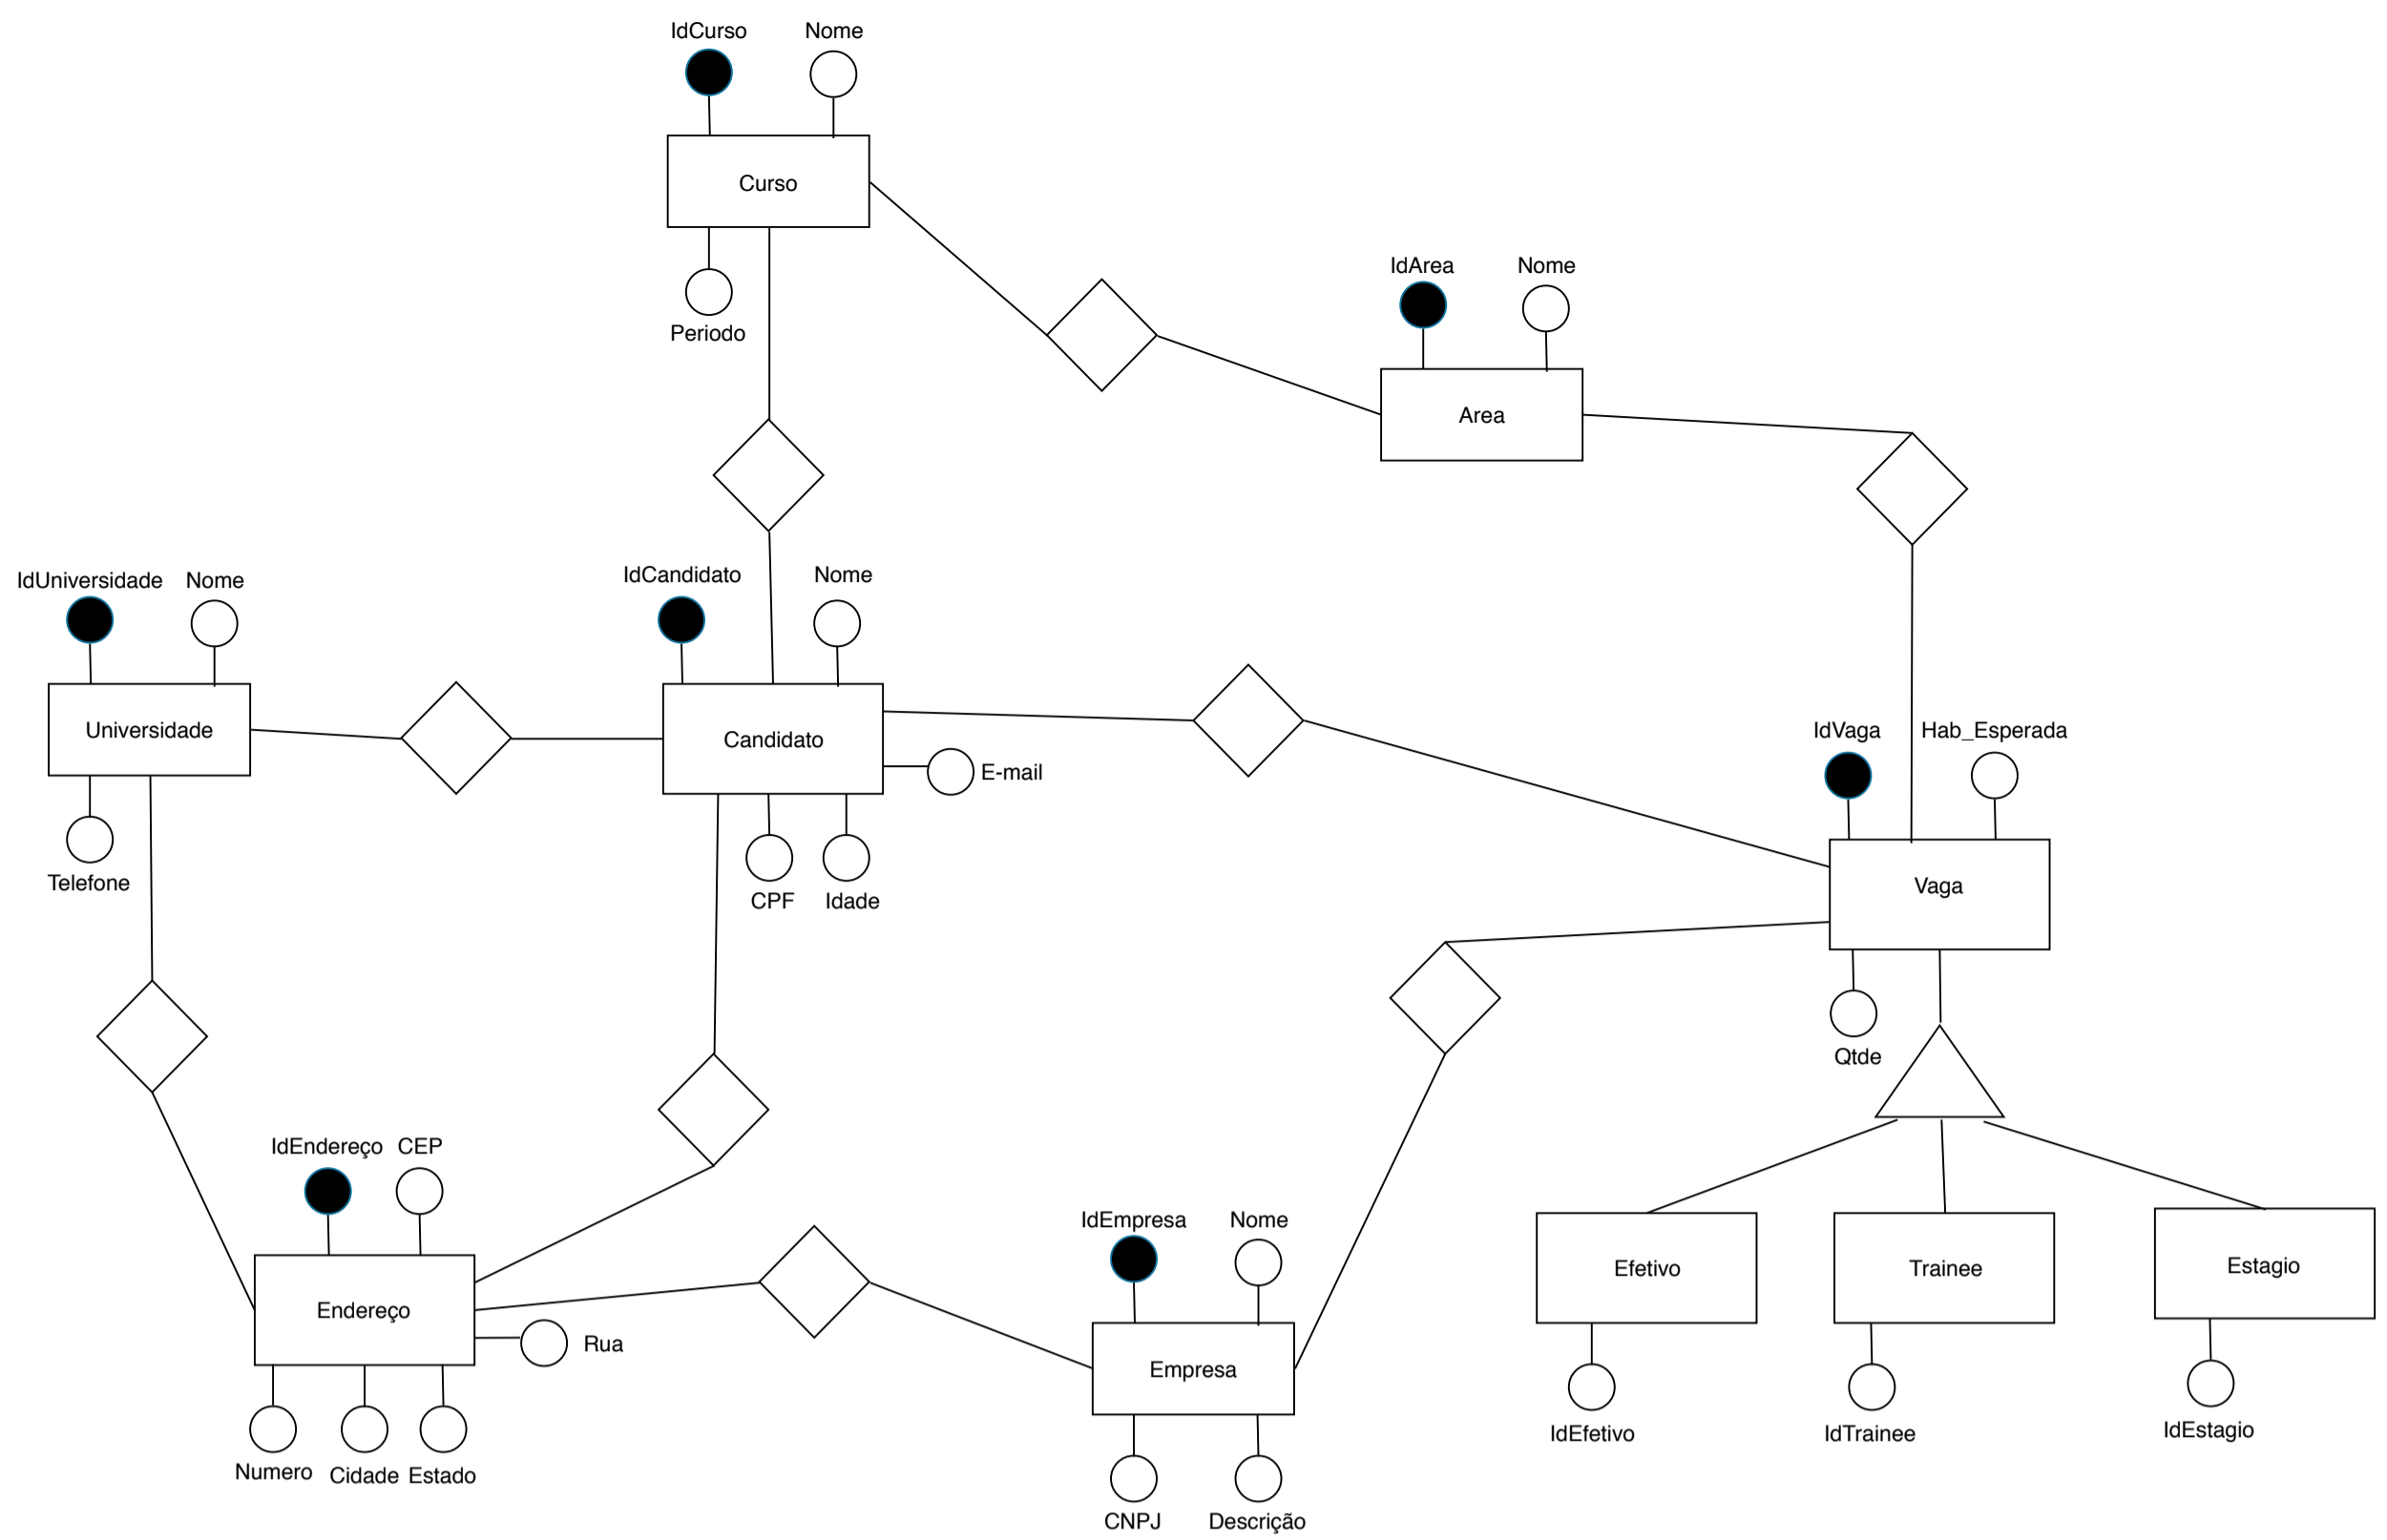 IdCurso
Nome
Curso
Periodo
IdArea
Nome
Area
IdUniversidade
Nome
Universidade
Telefone
IdCandidato
Nome
Candidato
E-mail
CPF
Idade
IdVaga
Hab_Esperada
Vaga
Qtde
IdEndereço
CEP
Endereço
Rua
Numero
Cidade
Estado
IdEmpresa
Nome
Empresa
CNPJ
Descrição
Efetivo
Trainee
Estagio
IdEfetivo
IdTrainee
IdEstagio